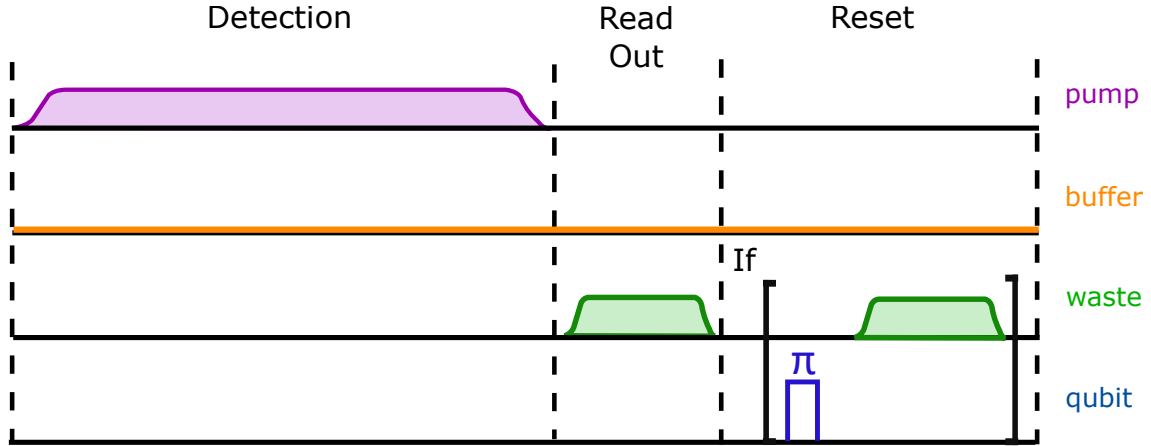 Detection
Read
Out
Reset
pump
buffer
If
waste
π
qubit